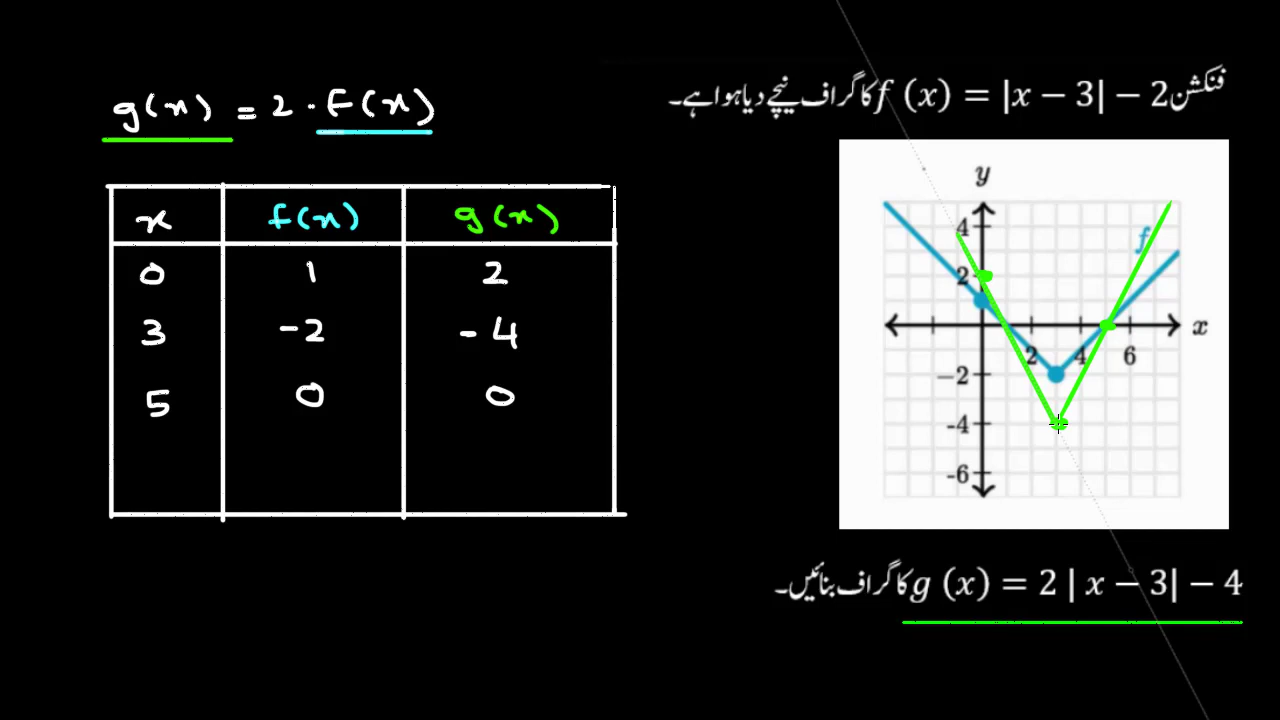 g(x) = 2 · f(x)
x f(x) g(x)
0 1 2
3 -2 -4
5 0 0
فنکشن f (x) = |x − 3| − 2 کا گراف نیچے دیا ہوا ہے۔
y
4
f
2
x
2 4 6
−2
-4
-6
g (x) = 2 | x − 3| − 4 کا گراف بنائیں۔